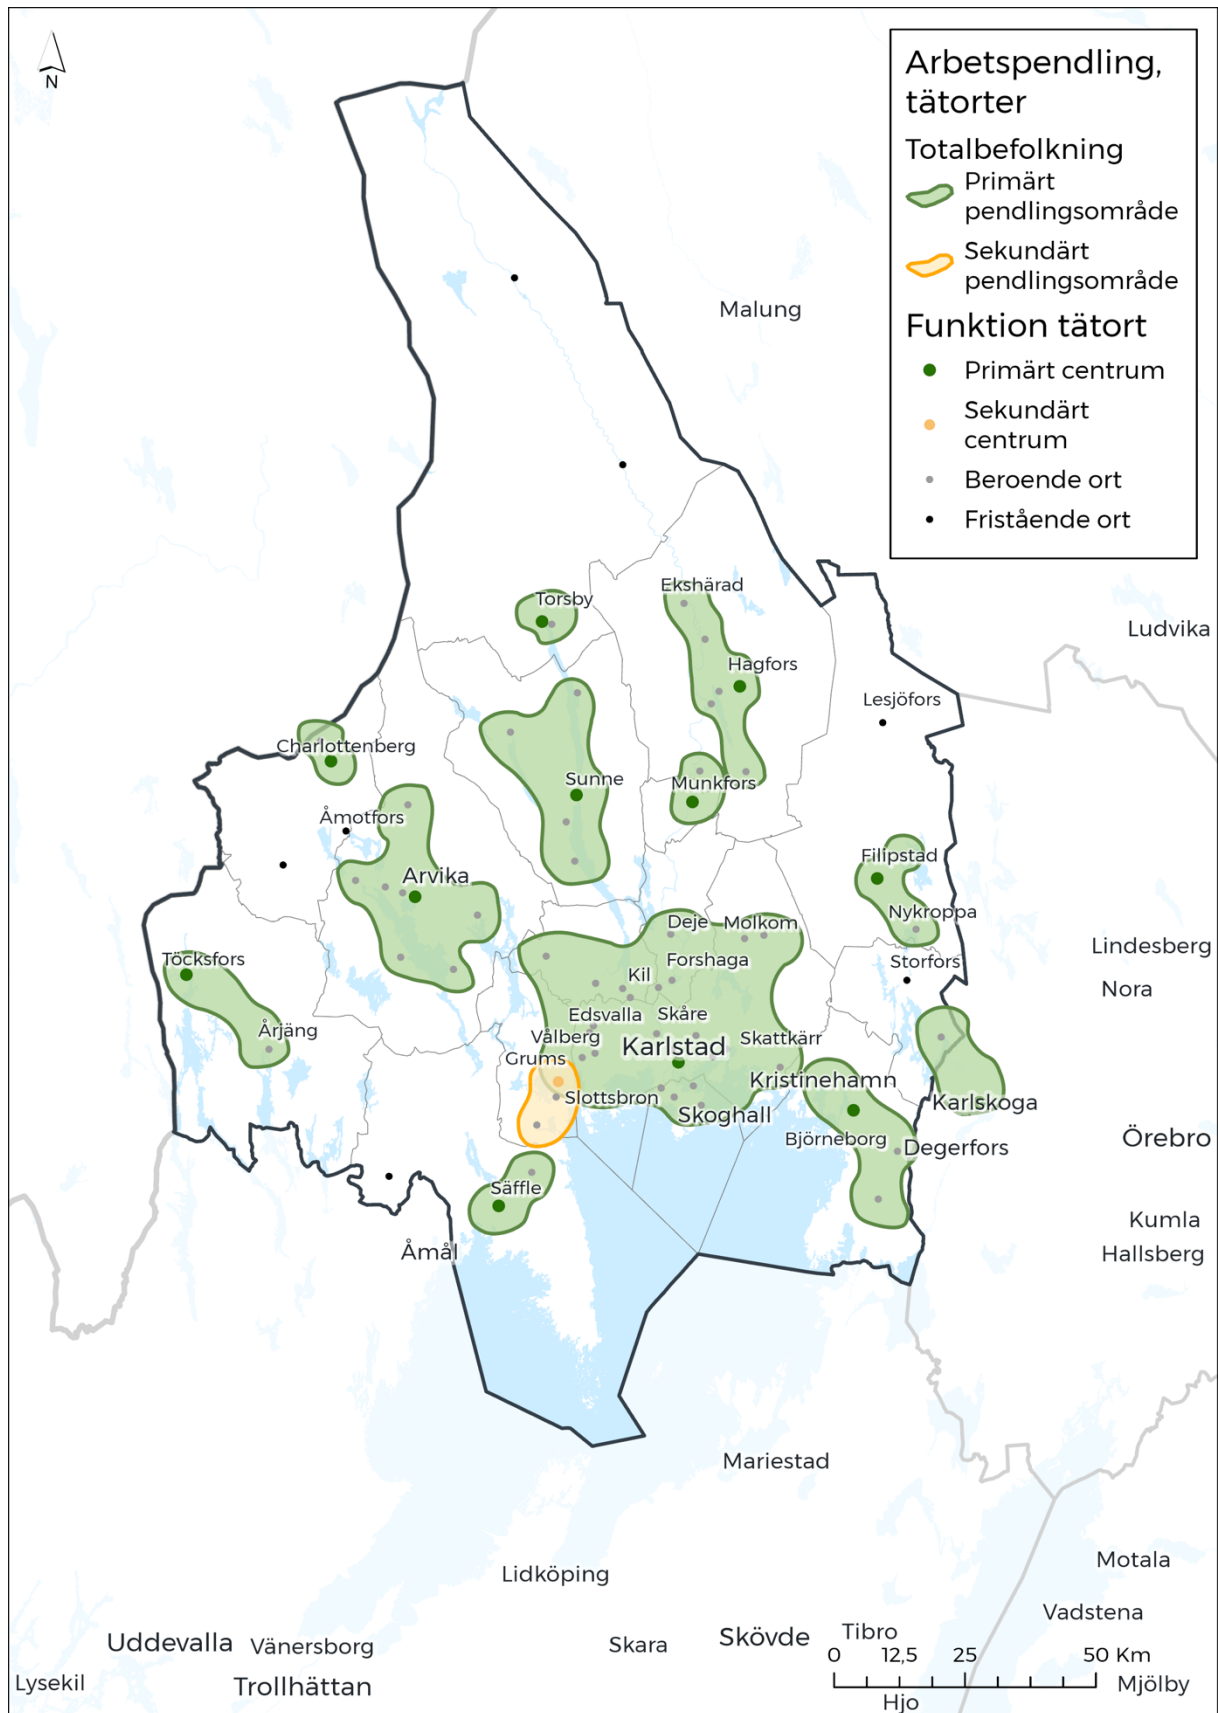 N
Arbetspendling,
tätorter
Totalbefolkning
Primärt
pendlingsområde
Sekundärt
pendlingsområde
Funktion tätort
Primärt centrum
Sekundärt
centrum
Beroende ort
Fristående ort
Malung
Ekshärad
Torsby
Ludvika
Hagfors
Lesjöfors
Charlottenberg
Sunne
Munkfors
Åmotfors
Filipstad
Arvika
Nykroppa
Deje
Molkom
Lindesberg
Töcksfors
Forshaga
Storfors
Kil
Nora
Edsvalla
Skåre
Årjäng
Vålberg
Skattkärr
Karlstad
Grums
Kristinehamn
Slottsbron
Karlskoga
Skoghall
Björneborg
Örebro
Degerfors
Säffle
Kumla
Åmål
Hallsberg
Mariestad
Motala
Lidköping
Vadstena
Tibro
Skövde
Uddevalla
Vänersborg
Skara
0 12,5 25 50 Km
Lysekil
Trollhättan
Mjölby
Hjo